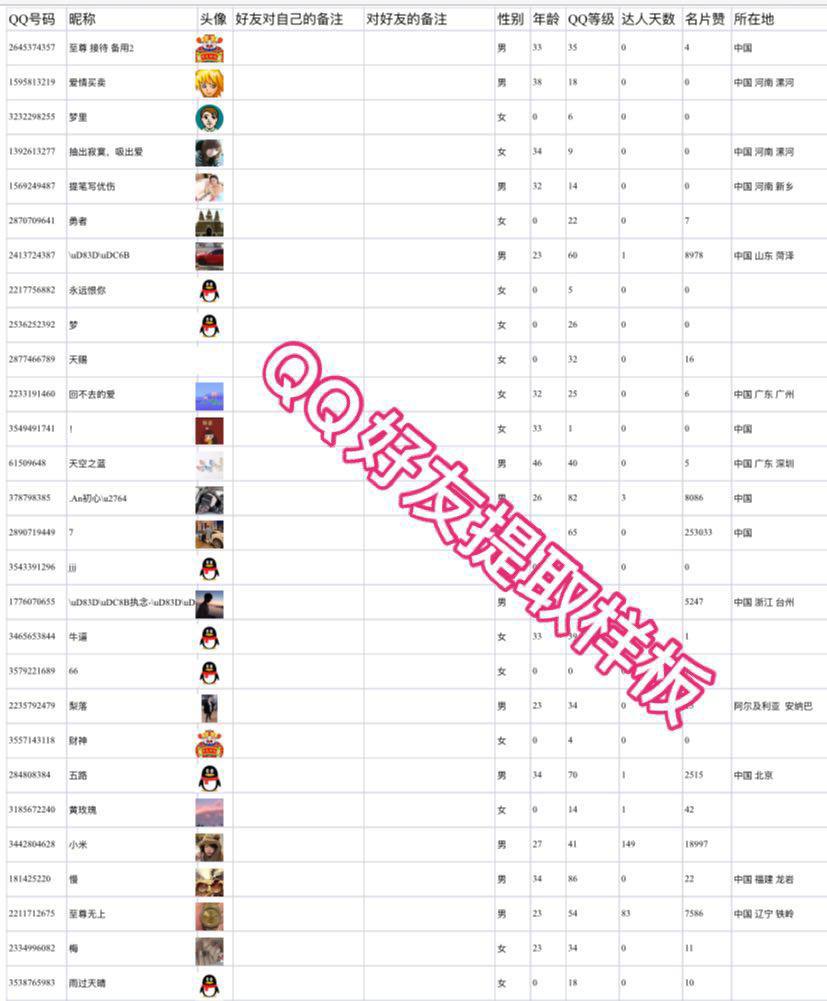 QQ号码 昵称 头像 好友对自己的备注 对好友的备注 性别 年龄 QQ等级 达人天数 名片赞 所在地
2645374357 至尊 接待 备用2 男 33 35 0 4 中国
1595813219 爱情买卖 男 38 18 0 0 中国 河南 漯河
3232298255 梦里 女 0 6 0 0
1392613277 抽出寂寞，吸出爱 女 34 9 0 0 中国 河南 漯河
1569249487 提笔写忧伤 男 32 14 0 0 中国 河南 新乡
2870709641 勇者 女 0 22 0 7
2413724387 \uD83D\uDC6B 男 23 60 1 8978 中国 山东 菏泽
2217756882 永远恨你 女 0 5 0 0
2536252392 梦 女 0 26 0 0
2877466789 天赐 女 0 32 0 16
2233191460 回不去的爱 女 32 25 0 6 中国 广东 广州
3549491741 ！ 女 33 1 0 0 中国
61509648 天空之蓝 男 46 40 0 5 中国 广东 深圳
378798385 .An初心\u2764 男 26 82 3 8086 中国
2890719449 7 65 0 253033 中国
3543391296 jjj 0 0
1776070655 \uD83D\uDC8B执念-\uD83D\uD 男 5247 中国 浙江 台州
3465653844 牛逼 女 33 39 1
3579221689 66 女 0 0
2235792479 梨落 男 23 34 0 阿尔及利亚 安纳巴
3557143118 财神 女 0 4 0 0
284808384 五路 男 34 70 1 2515 中国 北京
3185672240 黄玫瑰 女 0 14 1 42
3442804628 小米 男 27 41 149 18997
181425220 慢 男 34 86 0 22 中国 福建 龙岩
2211712675 至尊无上 男 23 54 83 7586 中国 辽宁 铁岭
2334996082 梅 女 23 34 0 11
3538765983 雨过天晴 女 0 18 0 10
QQ好友提取样板